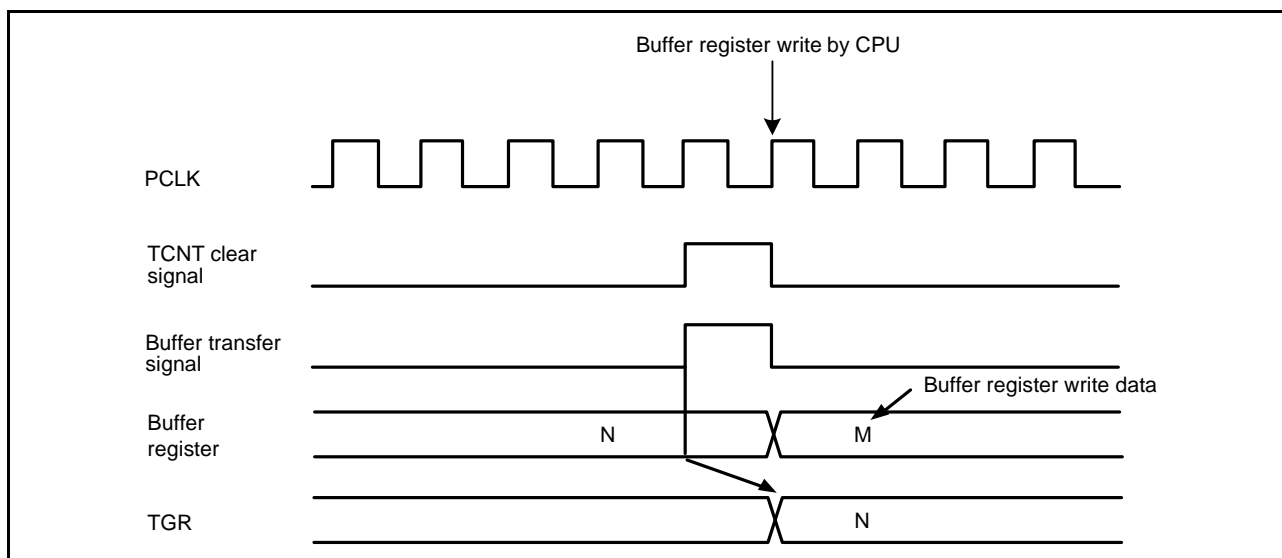 Buffer register write by CPU
PCLK
TCNT clear
signal
Buffer transfer
signal
Buffer register write data
Buffer
register
N
M
TGR
N